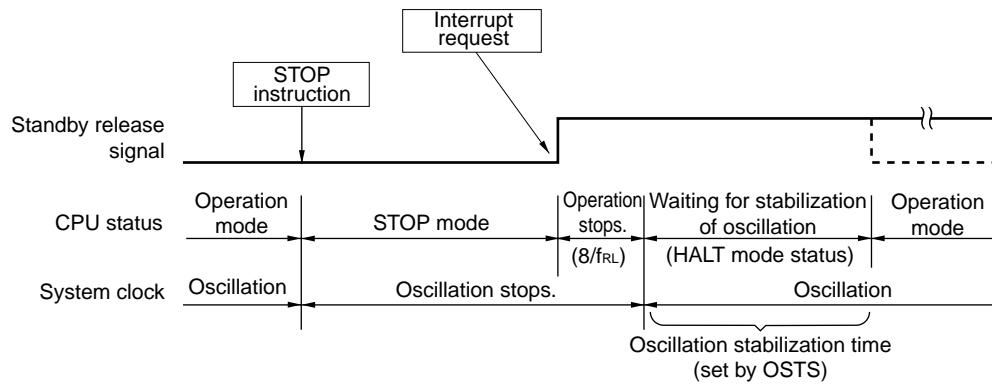 Interrupt
request
STOP
instruction
Standby release
signal
CPU status
Operation
mode
STOP mode
Operation
stops.
(8/fRL)
Waiting for stabilization
of oscillation
(HALT mode status)
Operation
mode
System clock
Oscillation
Oscillation stops.
Oscillation
Oscillation stabilization time
(set by OSTS)